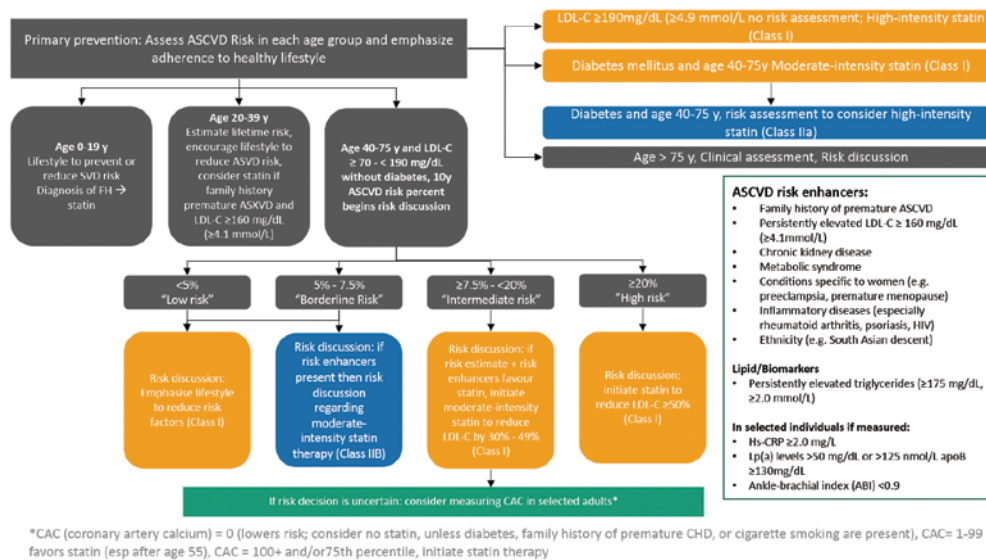 Primary prevention: Assess ASCVD Risk in each age group and emphasize
adherence to healthy lifestyle
LDL-C ≥190mg/dL (≥4.9 mmol/L no risk assessment; High-intensity statin
(Class I)
Diabetes mellitus and age 40-75y Moderate-intensity statin (Class I)
Diabetes and age 40-75 y, risk assessment to consider high-intensity
statin (Class IIa)
Age > 75 y, Clinical assessment, Risk discussion
Age 0-19 y
Lifestyle to prevent or
reduce SVD risk
Diagnosis of FH →
statin
Age 20-39 y
Estimate lifetime risk,
encourage lifestyle to
reduce ASVD risk,
consider statin if
family history
premature ASXVD and
LDL-C ≥160 mg/dL
(≥4.1 mmol/L)
Age 40-75 y and LDL-C
≥ 70 - < 190 mg/dL
without diabetes, 10y
ASCVD risk percent
begins risk discussion
<5%
"Low risk"
5% - 7.5%
"Borderline Risk"
≥7.5% - <20%
"Intermediate risk"
≥20%
"High risk"
Risk discussion:
Emphasise lifestyle
to reduce risk
factors (Class I)
Risk discussion: if
risk enhancers
present then risk
discussion
regarding
moderate-
intensity statin
therapy (Class IIB)
Risk discussion: if
risk estimate + risk
enhancers favour
statin, initiate
moderate-intensity
statin to reduce
LDL-C by 30% - 49%
(Class I)
Risk discussion:
initiate statin to
reduce LDL-C ≥50%
(Class I)
If risk decision is uncertain: consider measuring CAC in selected adults*
ASCVD risk enhancers:
• Family history of premature ASCVD
• Persistently elevated LDL-C ≥ 160 mg/dL
(≥4.1mmol/L)
• Chronic kidney disease
• Metabolic syndrome
• Conditions specific to women (e.g.
preeclampsia, premature menopause)
• Inflammatory diseases (especially
rheumatoid arthritis, psoriasis, HIV)
• Ethnicity (e.g. South Asian descent)
Lipid/Biomarkers
• Persistently elevated triglycerides (≥175 mg/dL,
≥2.0 mmol/L)
In selected individuals if measured:
• Hs-CRP ≥2.0 mg/L
• Lp(a) levels >50 mg/dL or >125 nmol/L apoB
≥130mg/dL
• Ankle-brachial index (ABI) <0.9
*CAC (coronary artery calcium) = 0 (lowers risk; consider no statin, unless diabetes, family history of premature CHD, or cigarette smoking are present), CAC= 1-99
favors statin (esp after age 55), CAC = 100+ and/or75th percentile, initiate statin therapy